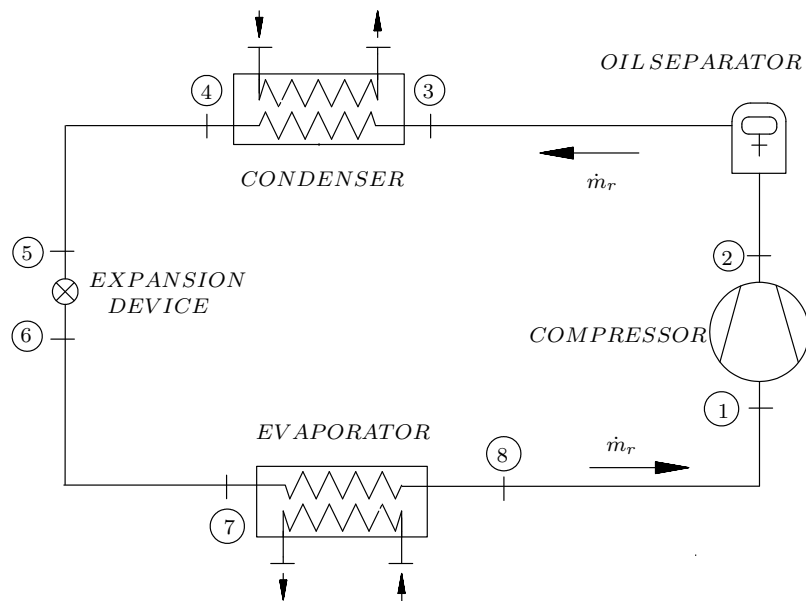 OIL SEPARATOR
4
3
CONDENSER
ṁr
5
2
EXPANSION
DEVICE
6
COMPRESSOR
1
EVAPORATOR
8
ṁr
7